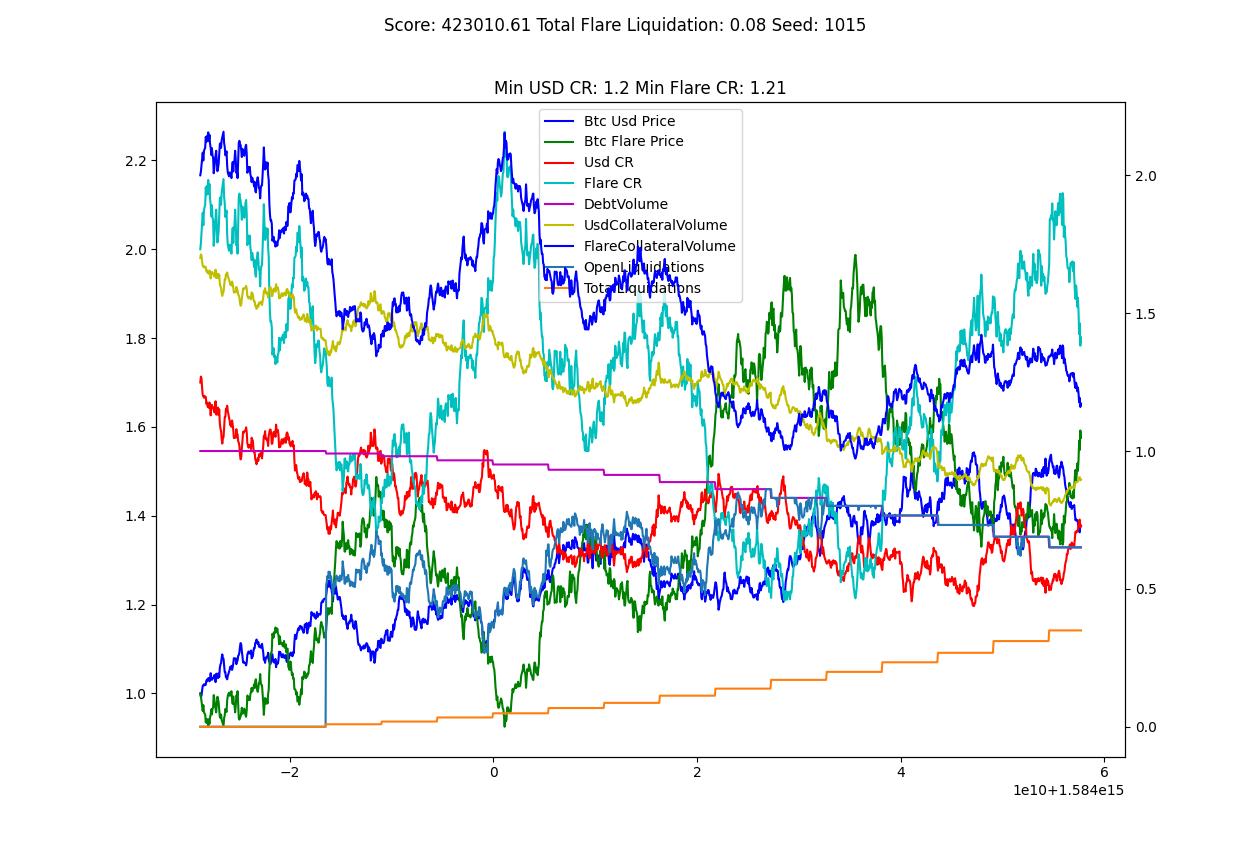 Score: 423010.61 Total Flare Liquidation: 0.08 Seed: 1015
Min USD CR: 1.2 Min Flare CR: 1.21
Btc Usd Price
Btc Flare Price
Usd CR
Flare CR
DebtVolume
UsdCollateralVolume
FlareCollateralVolume
OpenLiquidations
TotalLiquidations
2.2
2.0
1.8
1.6
1.4
1.2
1.0
2.0
1.5
1.0
0.5
0.0
−2
0
2
4
6
1e10+1.584e15